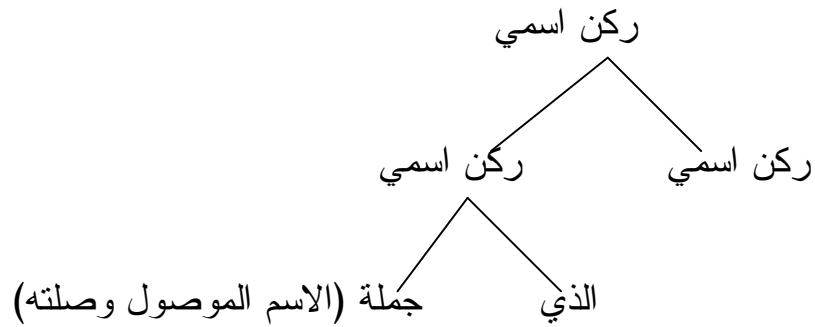 ركن اسمي
ركن اسمي ركن اسمي
الذي جملة (الاسم الموصول وصلته)